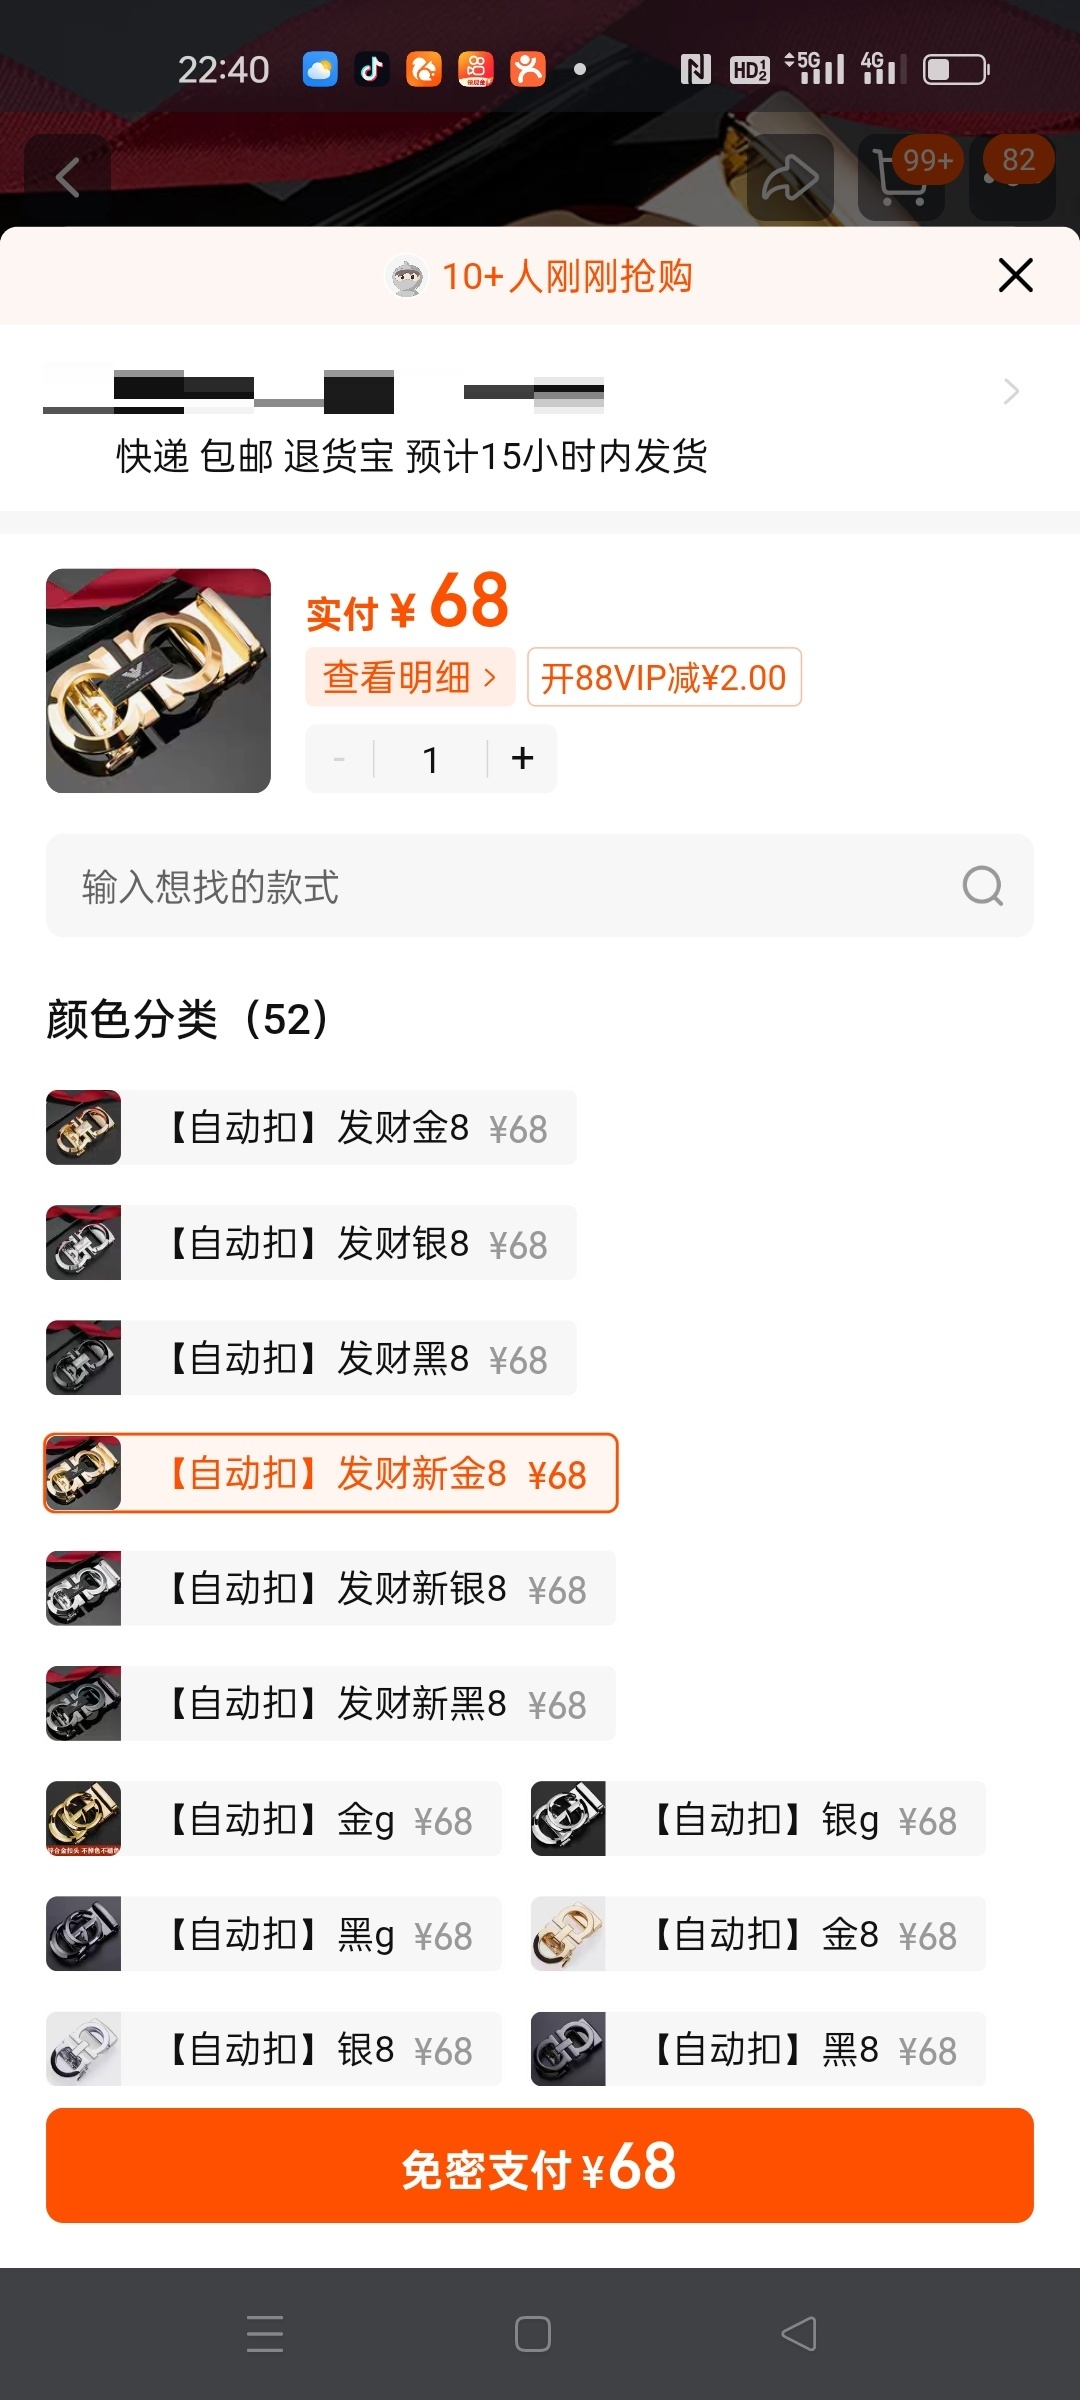 22:40
HD 1 2 5G 4G
99+
82
10+人刚刚抢购
快递 包邮 退货宝 预计15小时内发货
实付 ¥ 68
查看明细 >
开88VIP减¥2.00
- 1 +
输入想找的款式
颜色分类（52）
【自动扣】发财金8 ¥68
【自动扣】发财银8 ¥68
【自动扣】发财黑8 ¥68
【自动扣】发财新金8 ¥68
【自动扣】发财新银8 ¥68
【自动扣】发财新黑8 ¥68
【自动扣】金g ¥68
【自动扣】银g ¥68
【自动扣】黑g ¥68
【自动扣】金8 ¥68
【自动扣】银8 ¥68
【自动扣】黑8 ¥68
免密支付 ¥68